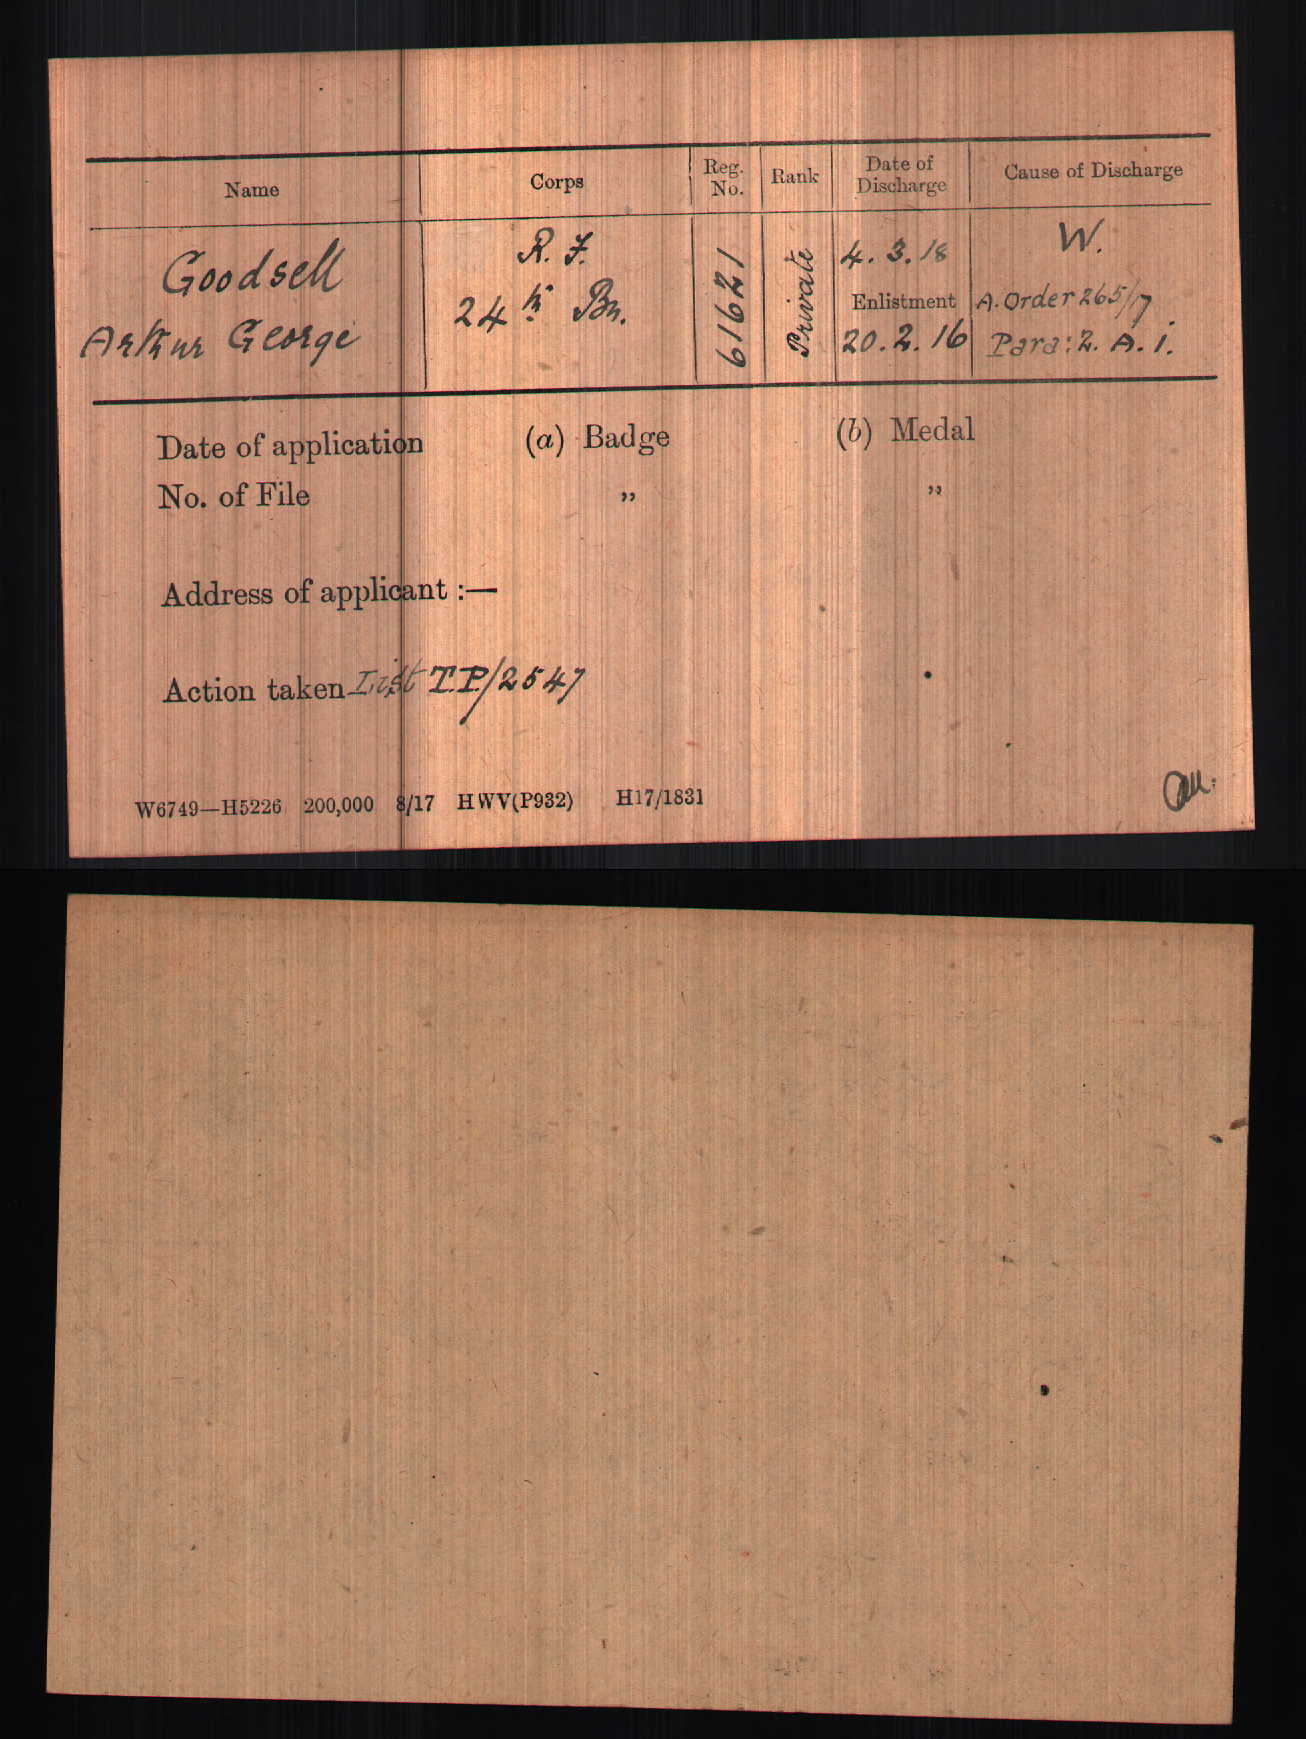 Name Corps Reg. No. Rank Date of Discharge Cause of Discharge
Goodsell
Arthur George
R. F.
24th Bn.
61621
Private
4.3.18
Enlistment
20.2.16
W.
A. Order 265/17
Para: 2. A. i.
Date of application (a) Badge (b) Medal
No. of File ,, ,,
Address of applicant :—
Action taken List T.P/2547
W6749—H5226 200,000 8/17 HWV(P932) H17/1831